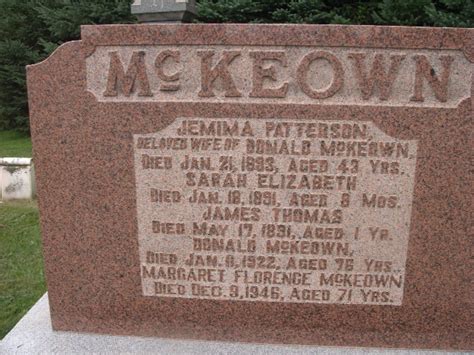 McKEOWN
JEMIMA PATTERSON,
BELOVED WIFE OF DONALD McKEOWN,
DIED JAN. 21, 1893, AGED 43 YRS.
SARAH ELIZABETH
DIED JAN. 18, 1891, AGED 8 MOS.
JAMES THOMAS
DIED MAY 17, 1891, AGED 1 YR.
DONALD McKEOWN,
DIED JAN. 8, 1922, AGED 76 YRS.
MARGARET FLORENCE McKEOWN
DIED DEC. 9, 1946, AGED 71 YRS.